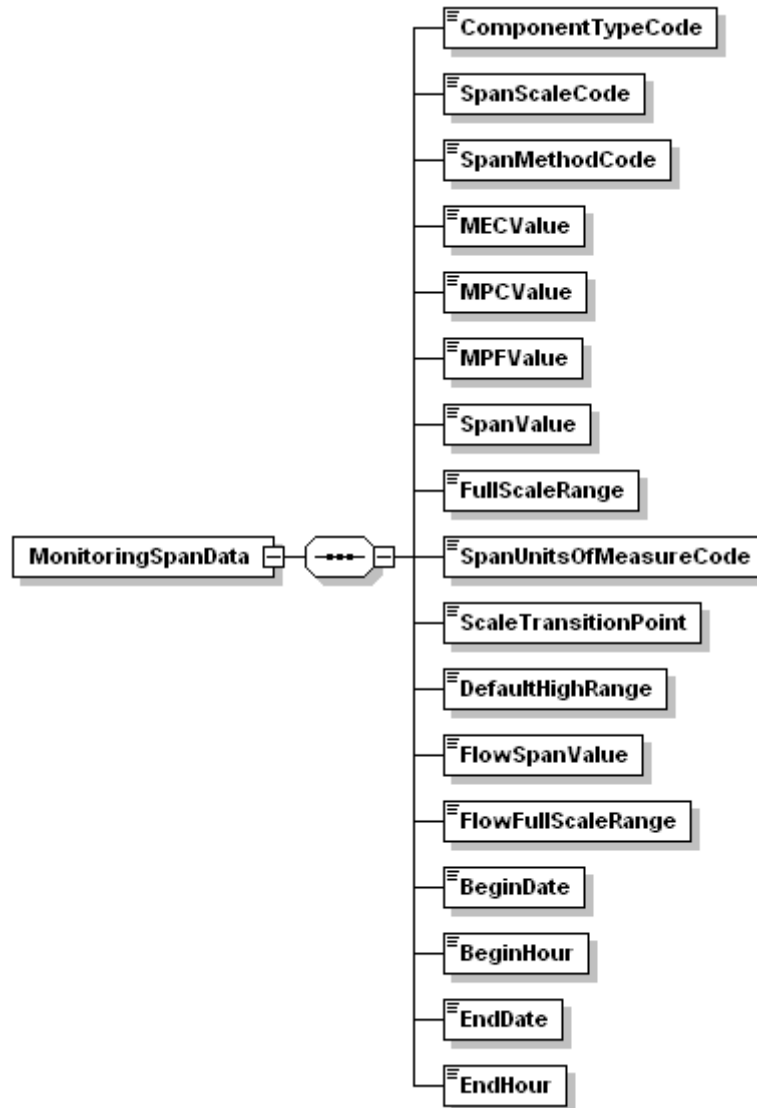 ComponentTypeCode
SpanScaleCode
SpanMethodCode
MECValue
MPCValue
MPFValue
SpanValue
FullScaleRange
MonitoringSpanData
SpanUnitsOfMeasureCode
ScaleTransitionPoint
DefaultHighRange
FlowSpanValue
FlowFullScaleRange
BeginDate
BeginHour
EndDate
EndHour